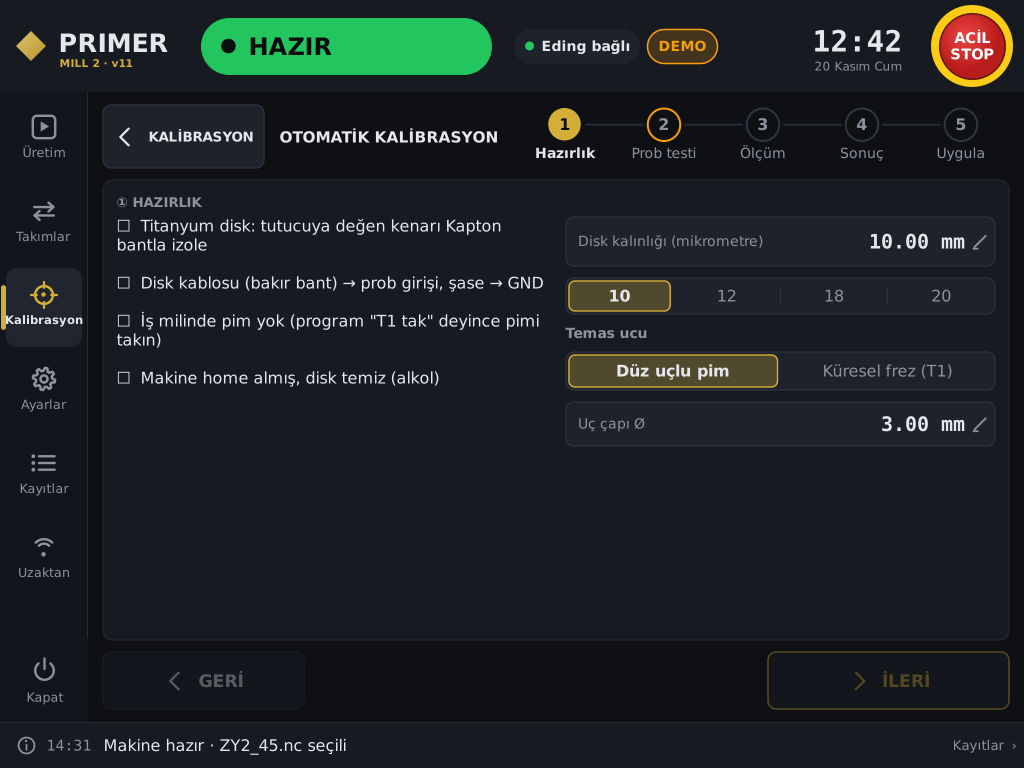 PRIMER
MILL 2 · v11
HAZIR
Eding bağlı
DEMO
12:42
20 Kasım Cum
ACİL
STOP
Üretim
Takımlar
Kalibrasyon
Ayarlar
Kayıtlar
Uzaktan
Kapat
KALİBRASYON
OTOMATİK KALİBRASYON
1
2
3
4
5
Hazırlık
Prob testi
Ölçüm
Sonuç
Uygula
① HAZIRLIK
☐ Titanyum disk: tutucuya değen kenarı Kapton
bantla izole
☐ Disk kablosu (bakır bant) → prob girişi, şase → GND
☐ İş milinde pim yok (program "T1 tak" deyince pimi
takın)
☐ Makine home almış, disk temiz (alkol)
Disk kalınlığı (mikrometre)
10.00 mm
10
12
18
20
Temas ucu
Düz uçlu pim
Küresel frez (T1)
Uç çapı Ø
3.00 mm
GERİ
İLERİ
14:31
Makine hazır · ZY2_45.nc seçili
Kayıtlar ›